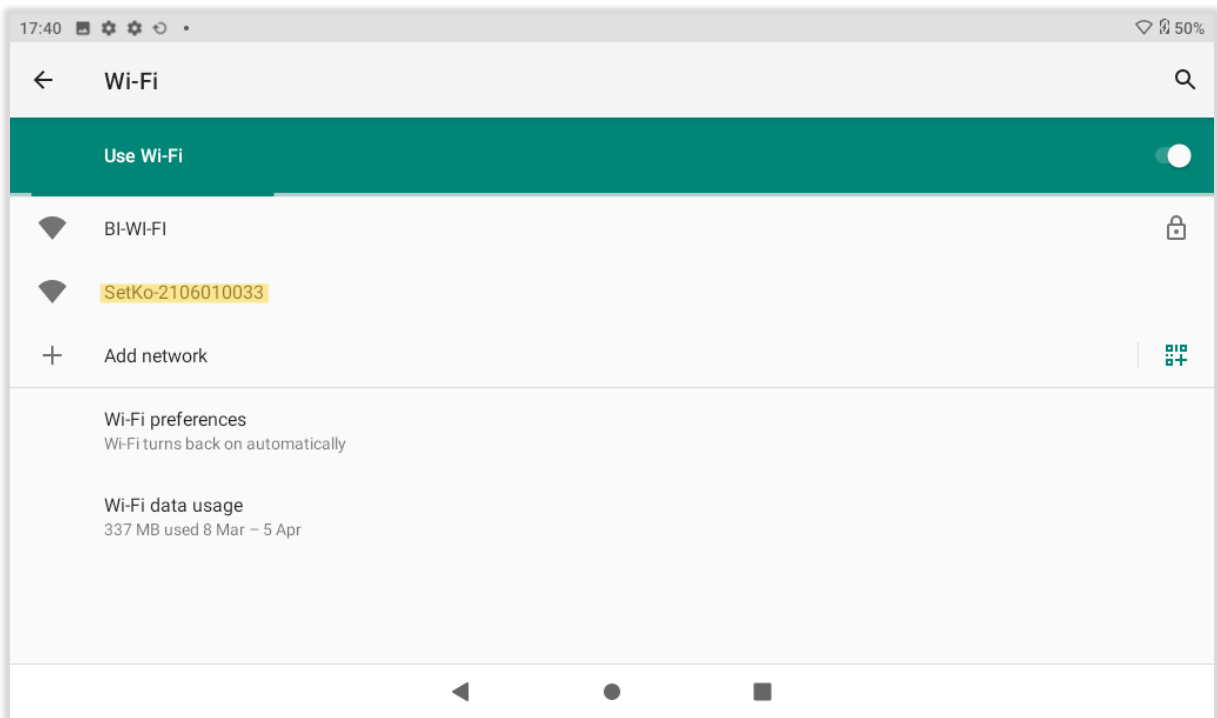 17:40
50%
Wi-Fi
Use Wi-Fi
BI-WI-FI
SetKo-2106010033
Add network
Wi-Fi preferences
Wi-Fi turns back on automatically
Wi-Fi data usage
337 MB used 8 Mar – 5 Apr